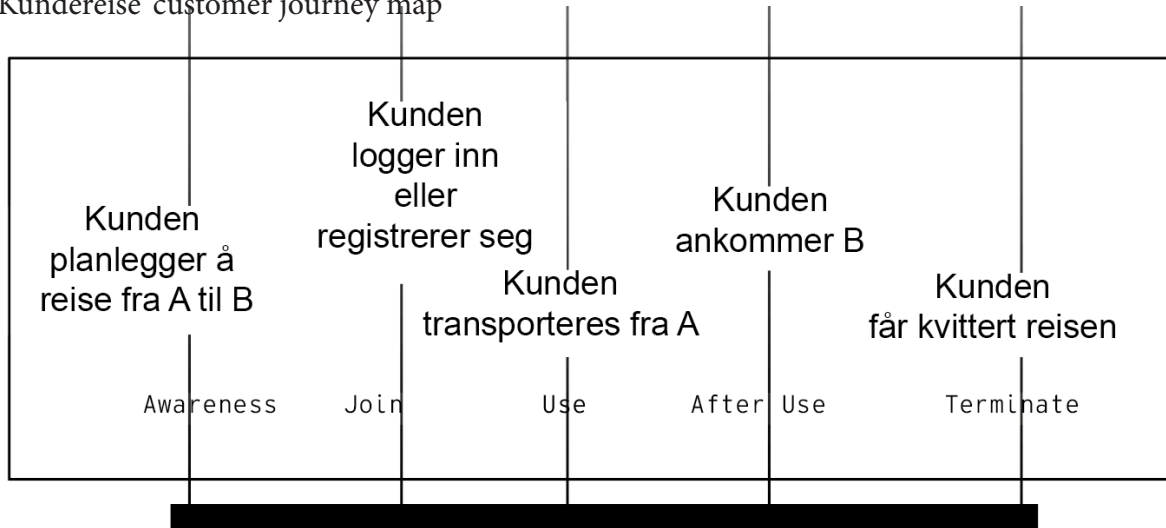 Kundereise customer journey map
Kunden
planlegger å
reise fra A til B
Kunden
logger inn
eller
registrerer seg
Kunden
transporteres fra A
Kunden
ankommer B
Kunden
får kvittert reisen
Awareness
Join
Use
After Use
Terminate